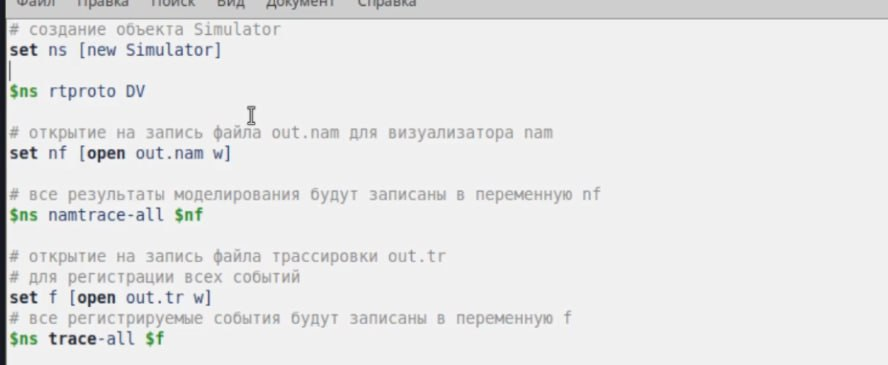 Файл Правка Поиск Вид Документ Справка
# создание объекта Simulator
set ns [new Simulator]
$ns rtproto DV
# открытие на запись файла out.nam для визуализатора nam
set nf [open out.nam w]
# все результаты моделирования будут записаны в переменную nf
$ns namtrace-all $nf
# открытие на запись файла трассировки out.tr
# для регистрации всех событий
set f [open out.tr w]
# все регистрируемые события будут записаны в переменную f
$ns trace-all $f